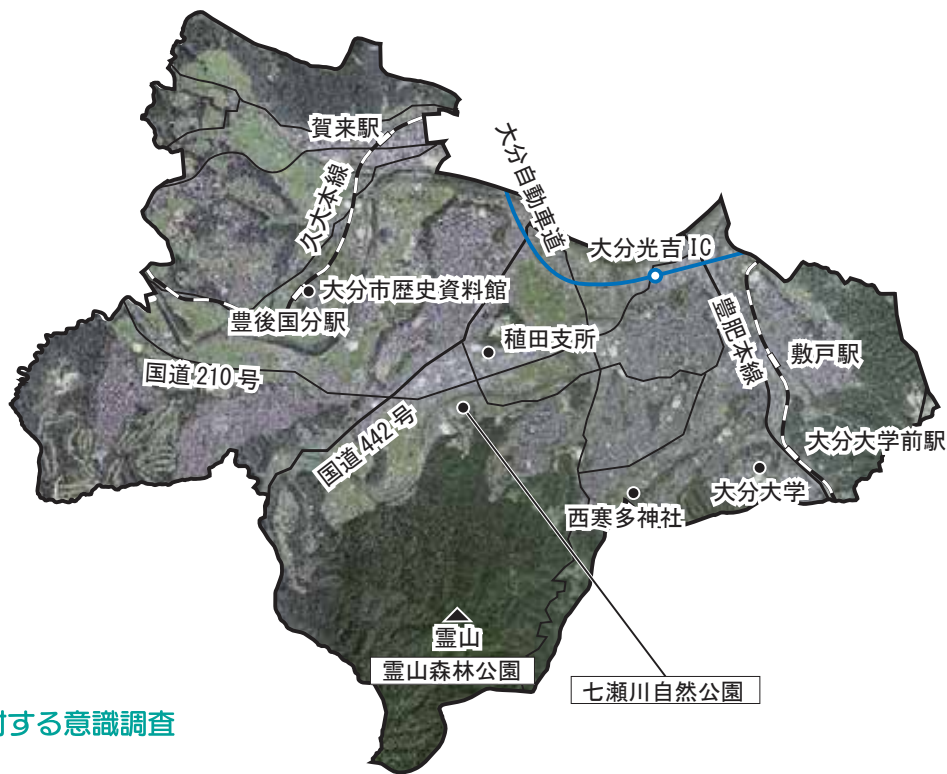 賀来駅
大分自動車道
久大本線
大分光吉IC
大分市歴史資料館
豊後国分駅
豊肥本線
稙田支所
敷戸駅
国道210号
国道442号
大分大学前駅
大分大学
西寒多神社
霊山
霊山森林公園
七瀬川自然公園
対する意識調査